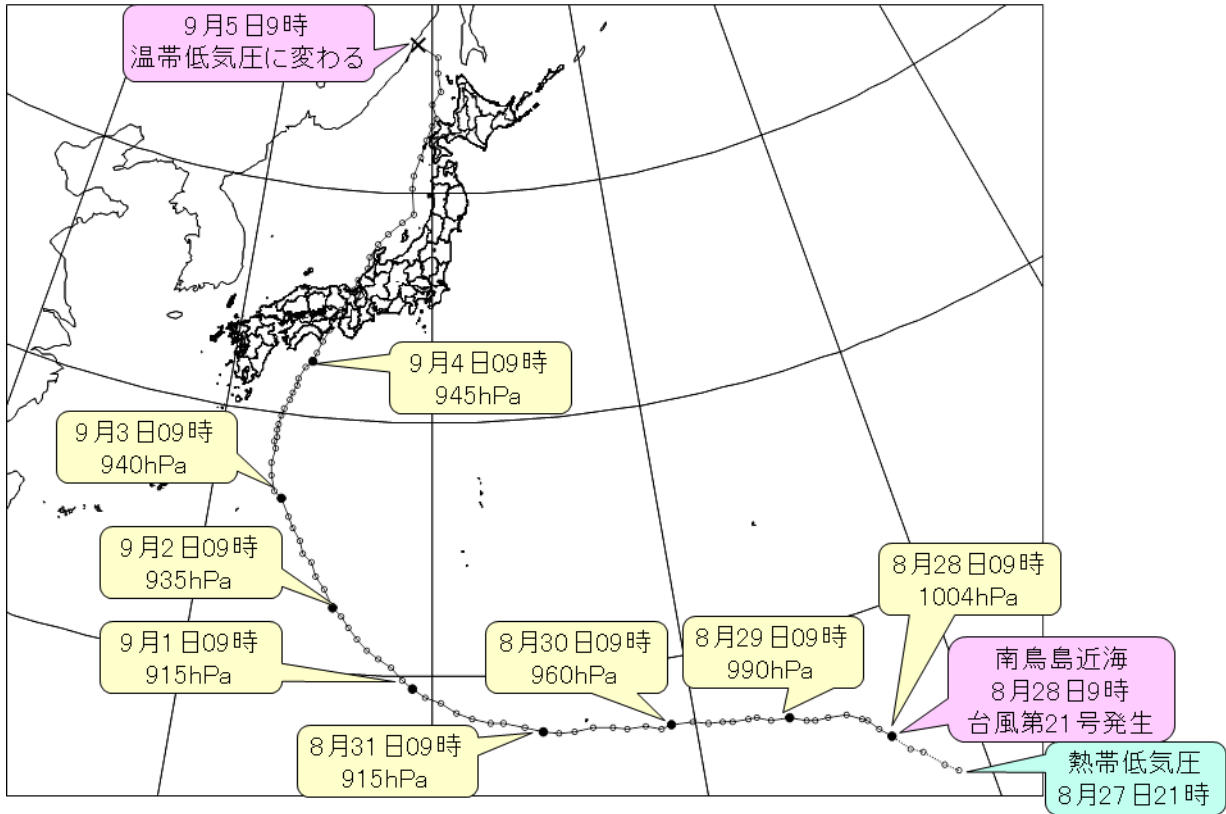 9月5日9時
温帯低気圧に変わる
9月4日09時
945hPa
9月3日09時
940hPa
9月2日09時
935hPa
9月1日09時
915hPa
8月31日09時
915hPa
8月30日09時
960hPa
8月29日09時
990hPa
8月28日09時
1004hPa
南鳥島近海
8月28日9時
台風第21号発生
熱帯低気圧
8月27日21時